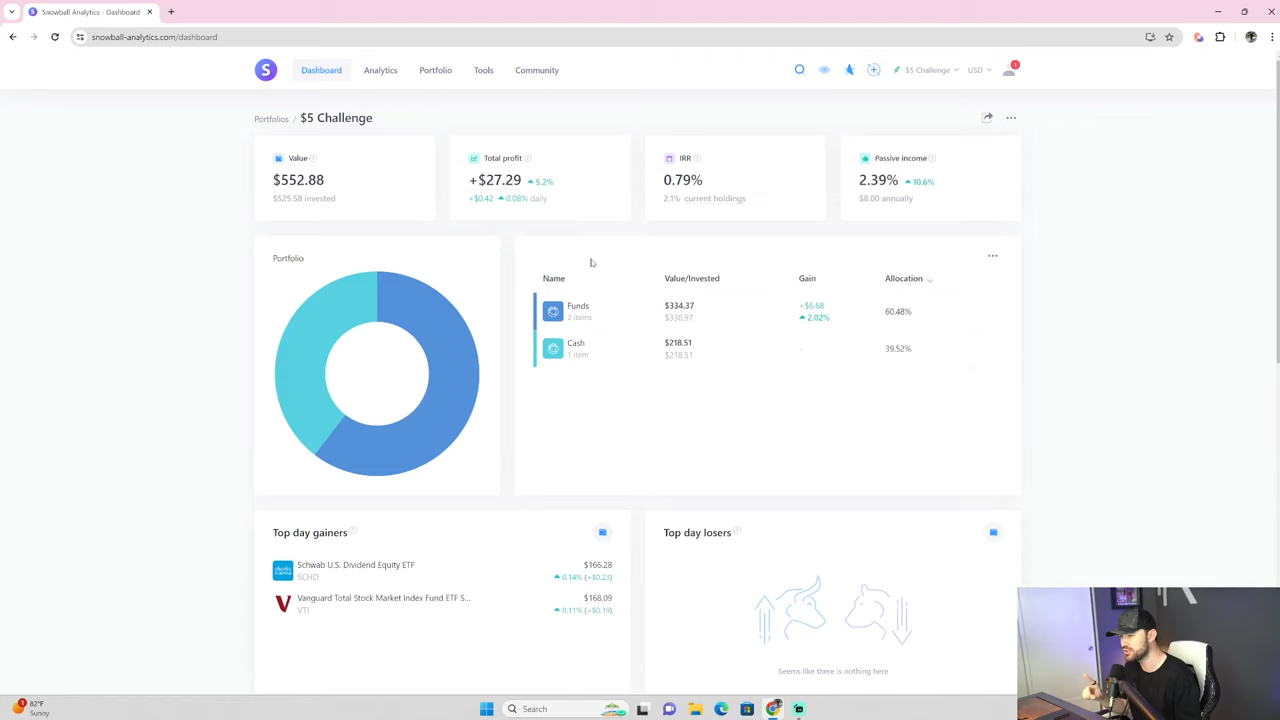 Snowball Analytics - Dashboard
snowball-analytics.com/dashboard
S
Dashboard
Analytics
Portfolio
Tools
Community
$5 Challenge
USD
1
Portfolios / $5 Challenge
Value
$552.88
$525.58 invested
Total profit
+$27.29 5.2%
+$0.42 0.08% daily
IRR
0.79%
2.1% current holdings
Passive income
2.39% 10.6%
$8.00 annually
Portfolio
Name Value/Invested Gain Allocation
Funds $334.37 +$6.68 60.48%
2 items $330.97 2.02%
Cash $218.51 - 39.52%
1 item $218.51
Top day gainers
Schwab U.S. Dividend Equity ETF $166.28
SCHD 0.14% (+$0.23)
Vanguard Total Stock Market Index Fund ETF S... $168.09
VTI 0.11% (+$0.19)
Top day losers
Seems like there is nothing here
1
82°F
Sunny
Search